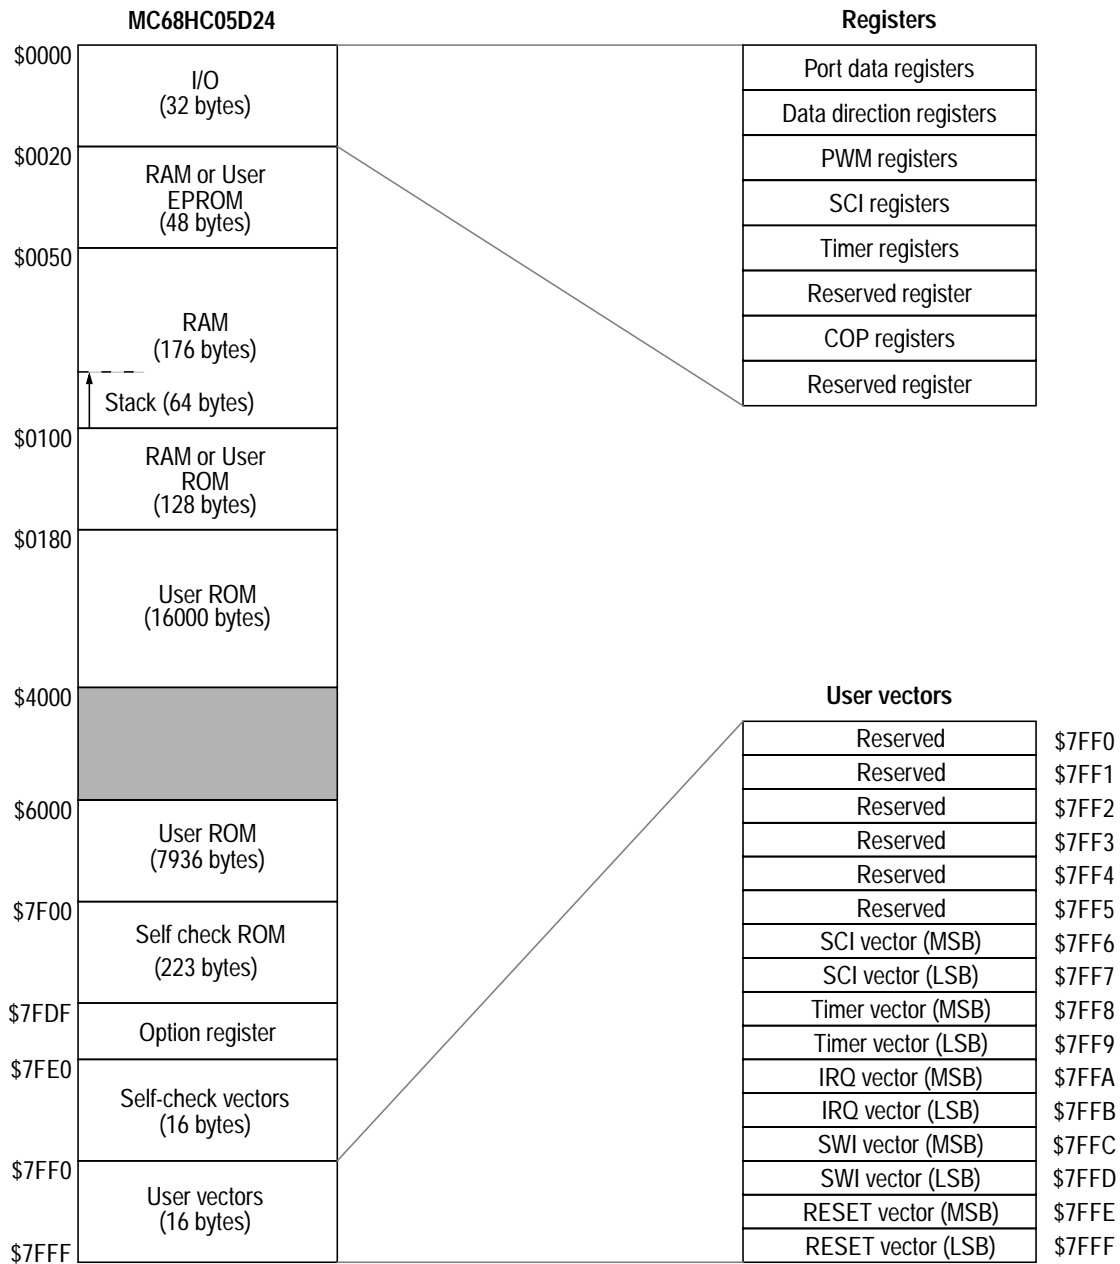 MC68HC05D24
$0000
I/O
(32 bytes)
$0020
RAM or User
EPROM
(48 bytes)
$0050
RAM
(176 bytes)
Stack (64 bytes)
$0100
RAM or User
ROM
(128 bytes)
$0180
User ROM
(16000 bytes)
$4000
$6000
User ROM
(7936 bytes)
$7F00
Self check ROM
(223 bytes)
$7FDF
Option register
$7FE0
Self-check vectors
(16 bytes)
$7FF0
User vectors
(16 bytes)
$7FFF
Registers
Port data registers
Data direction registers
PWM registers
SCI registers
Timer registers
Reserved register
COP registers
Reserved register
User vectors
Reserved $7FF0
Reserved $7FF1
Reserved $7FF2
Reserved $7FF3
Reserved $7FF4
Reserved $7FF5
SCI vector (MSB) $7FF6
SCI vector (LSB) $7FF7
Timer vector (MSB) $7FF8
Timer vector (LSB) $7FF9
IRQ vector (MSB) $7FFA
IRQ vector (LSB) $7FFB
SWI vector (MSB) $7FFC
SWI vector (LSB) $7FFD
RESET vector (MSB) $7FFE
RESET vector (LSB) $7FFF